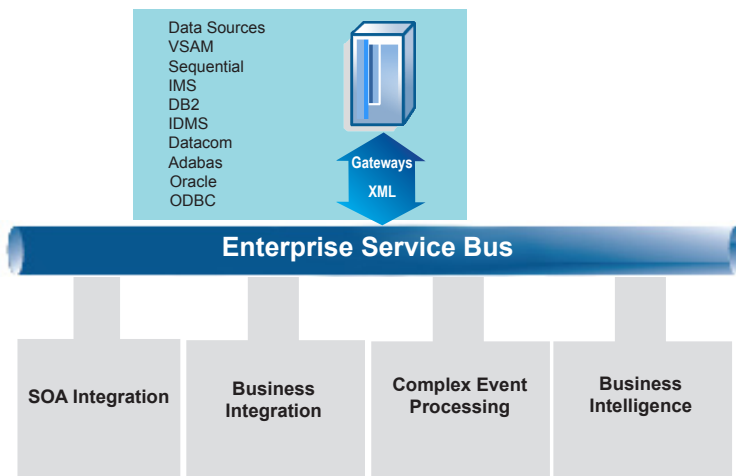 Data Sources
VSAM
Sequential
IMS
DB2
IDMS
Datacom
Adabas
Oracle
ODBC
Gateways
XML
Enterprise Service Bus
SOA Integration
Business
Integration
Complex Event
Processing
Business
Intelligence